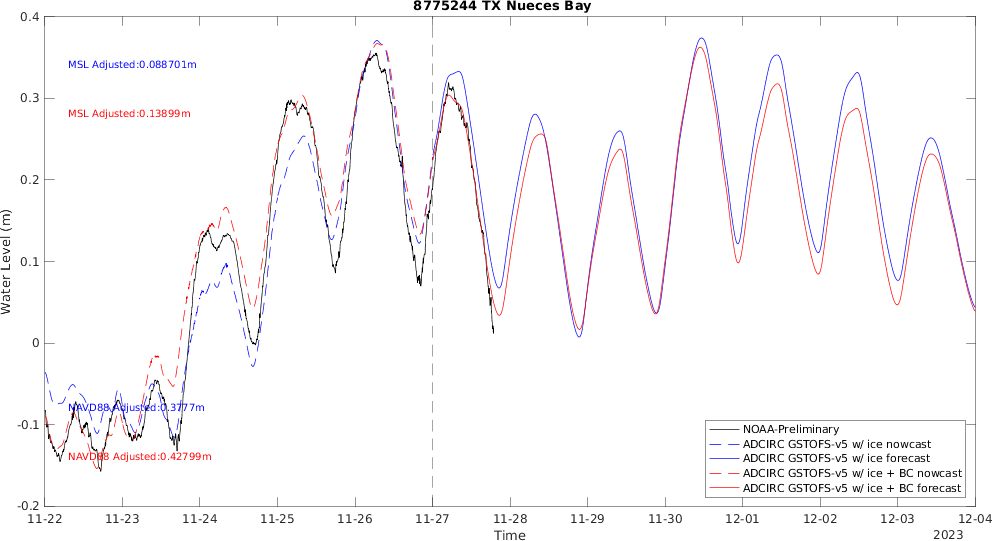 8775244 TX Nueces Bay
0.4
MSL Adjusted:0.088701m
0.3
MSL Adjusted:0.13899m
0.2
Water Level (m)
0.1
0
NAVD88 Adjusted:0.3777m
-0.1
NAVD88 Adjusted:0.42799m
-0.2
NOAA-Preliminary
ADCIRC GSTOFS-v5 w/ ice nowcast
ADCIRC GSTOFS-v5 w/ ice forecast
ADCIRC GSTOFS-v5 w/ ice + BC nowcast
ADCIRC GSTOFS-v5 w/ ice + BC forecast
11-22 11-23 11-24 11-25 11-26 11-27 11-28 11-29 11-30 12-01 12-02 12-03 12-04
Time
2023